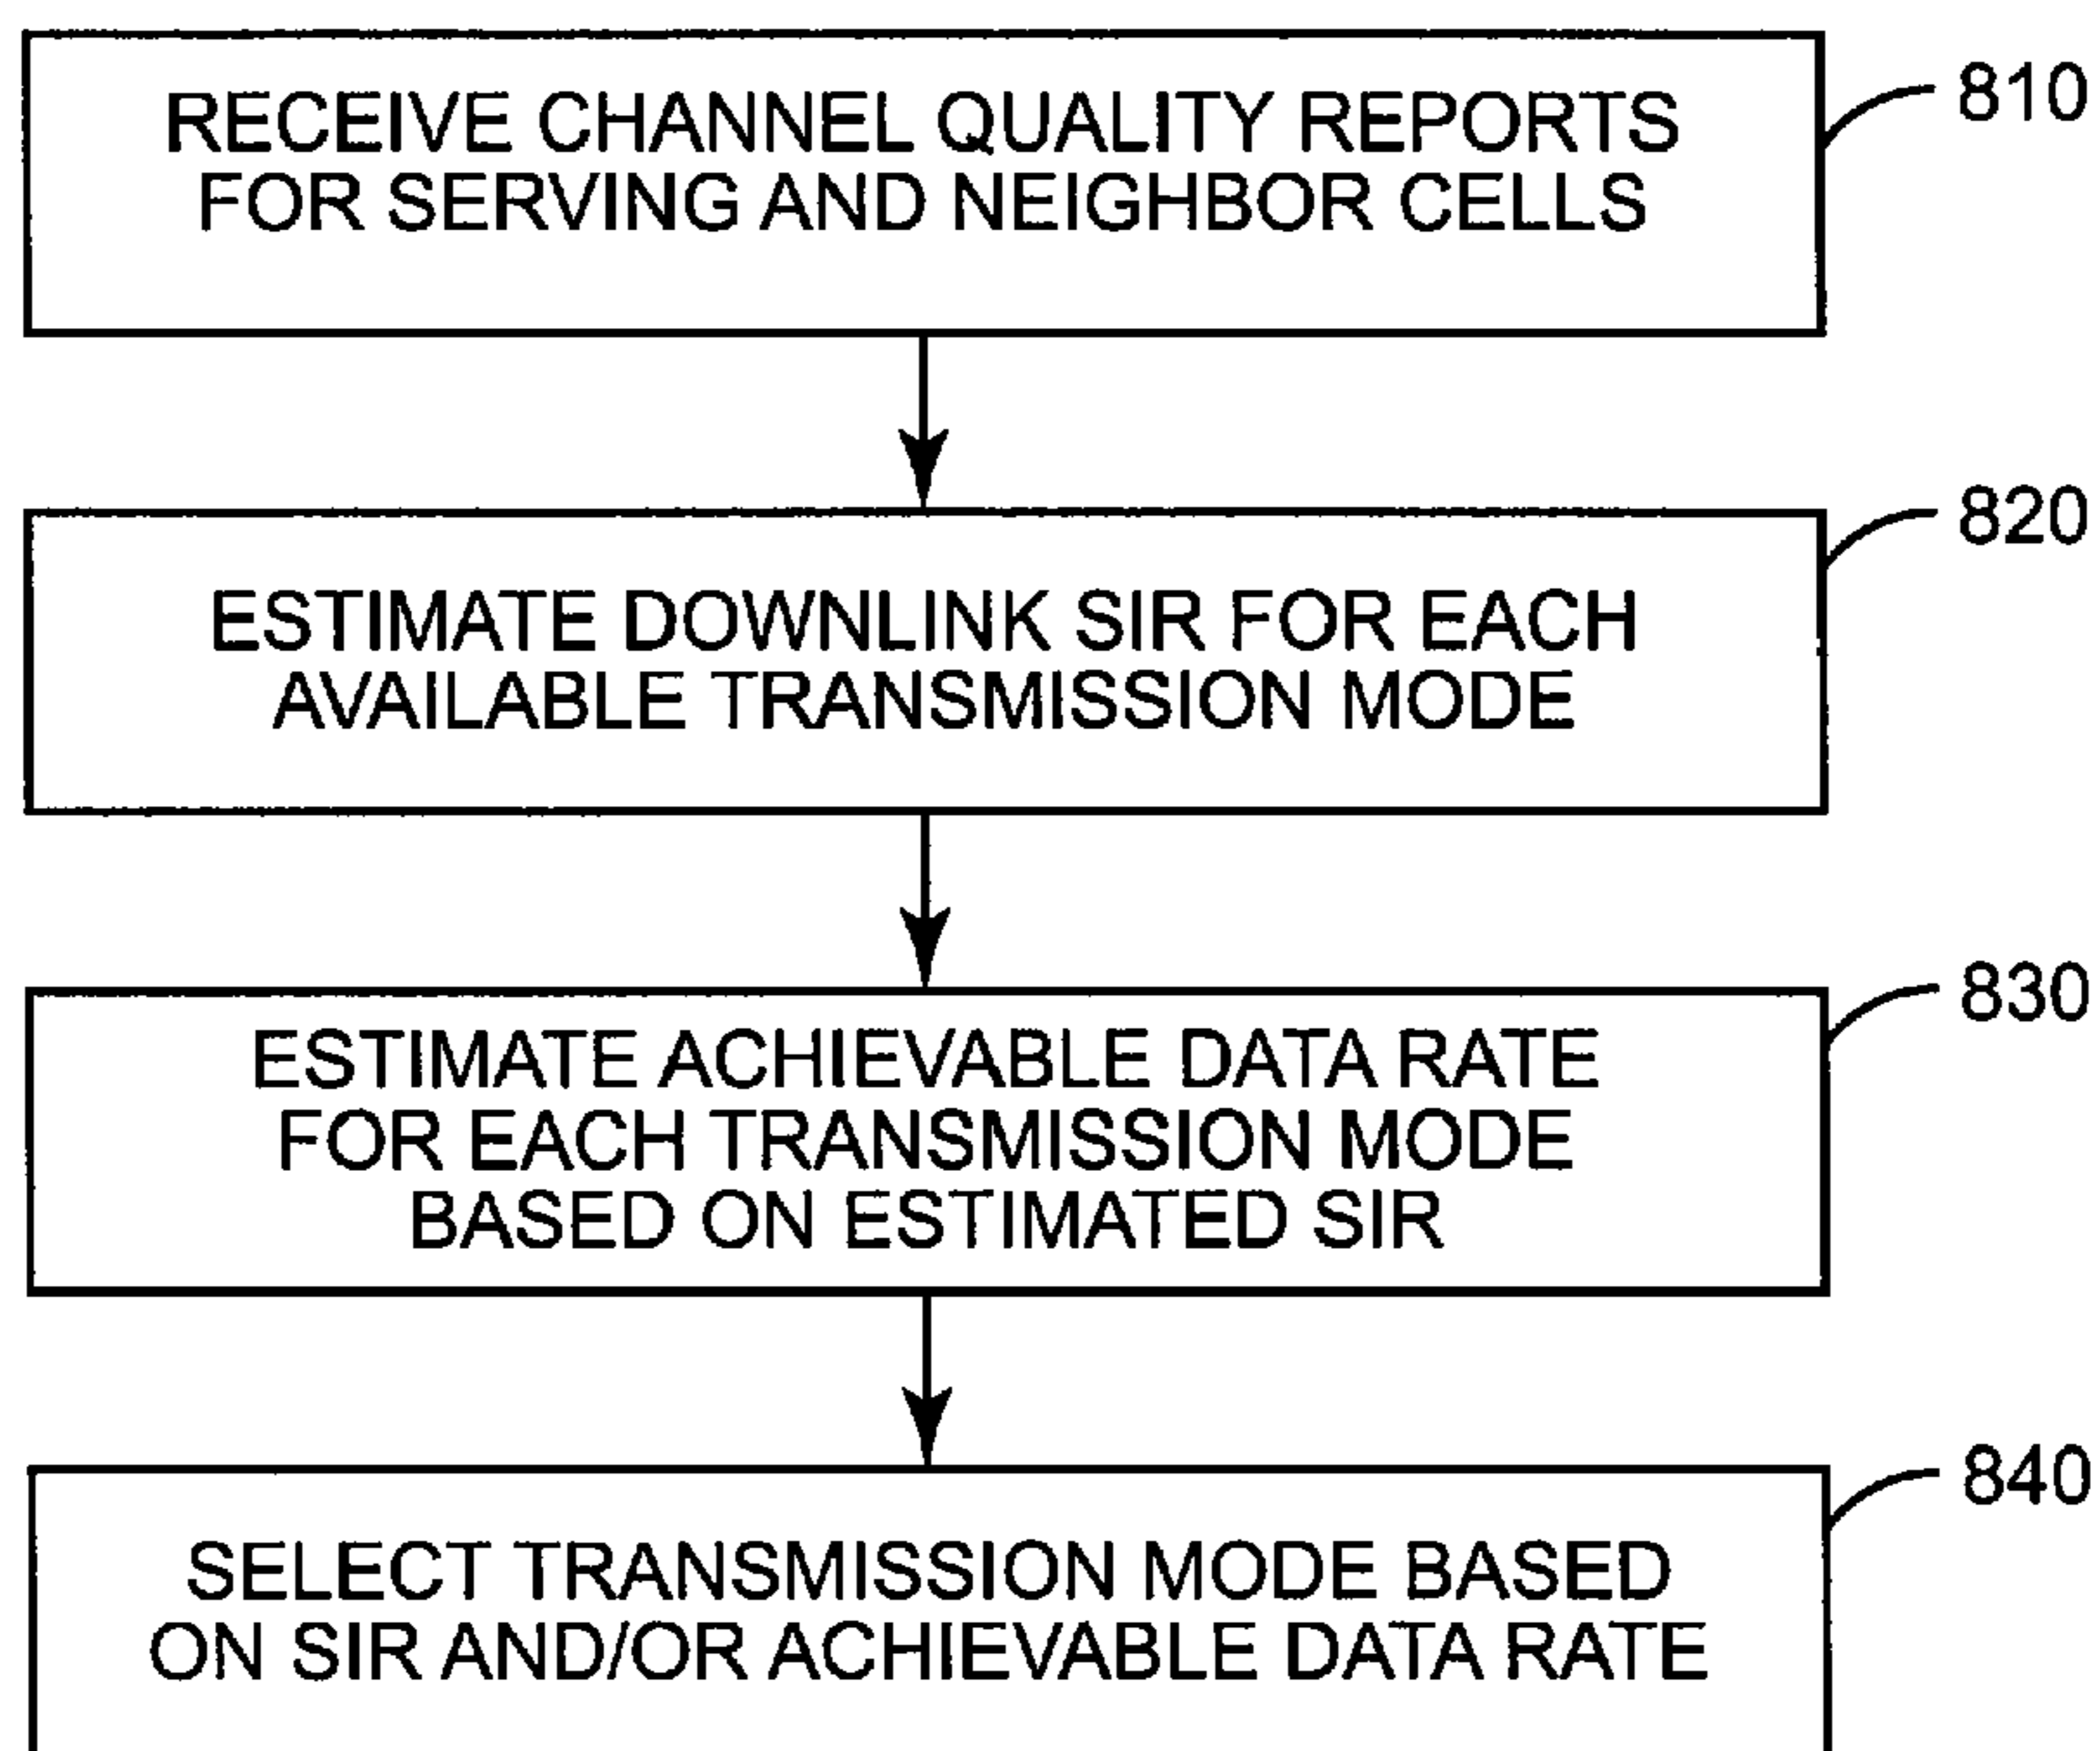 RECEIVE CHANNEL QUALITY REPORTS
FOR SERVING AND NEIGHBOR CELLS
810
ESTIMATE DOWNLINK SIR FOR EACH
AVAILABLE TRANSMISSION MODE
820
ESTIMATE ACHIEVABLE DATA RATE
FOR EACH TRANSMISSION MODE
BASED ON ESTIMATED SIR
830
SELECT TRANSMISSION MODE BASED
ON SIR AND/OR ACHIEVABLE DATA RATE
840